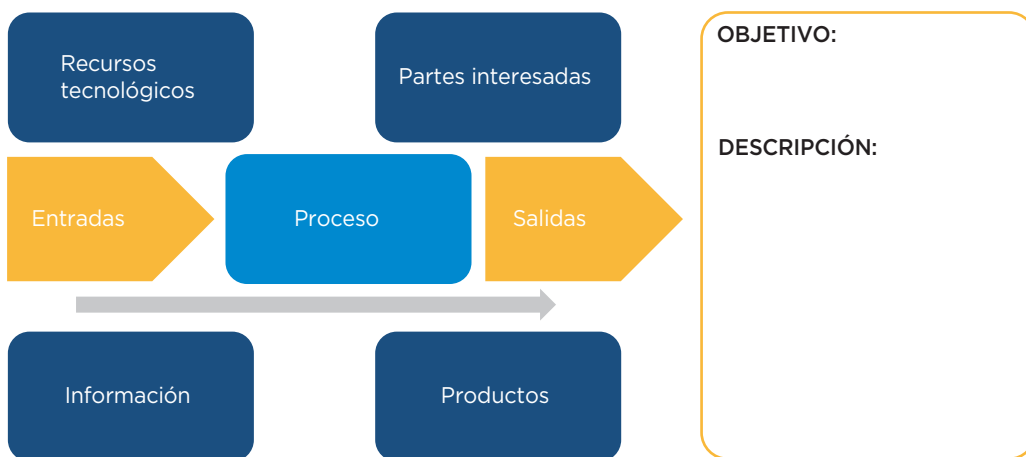 Recursos
tecnológicos
Partes interesadas
Entradas
Proceso
Salidas
Información
Productos
OBJETIVO:
DESCRIPCIÓN: